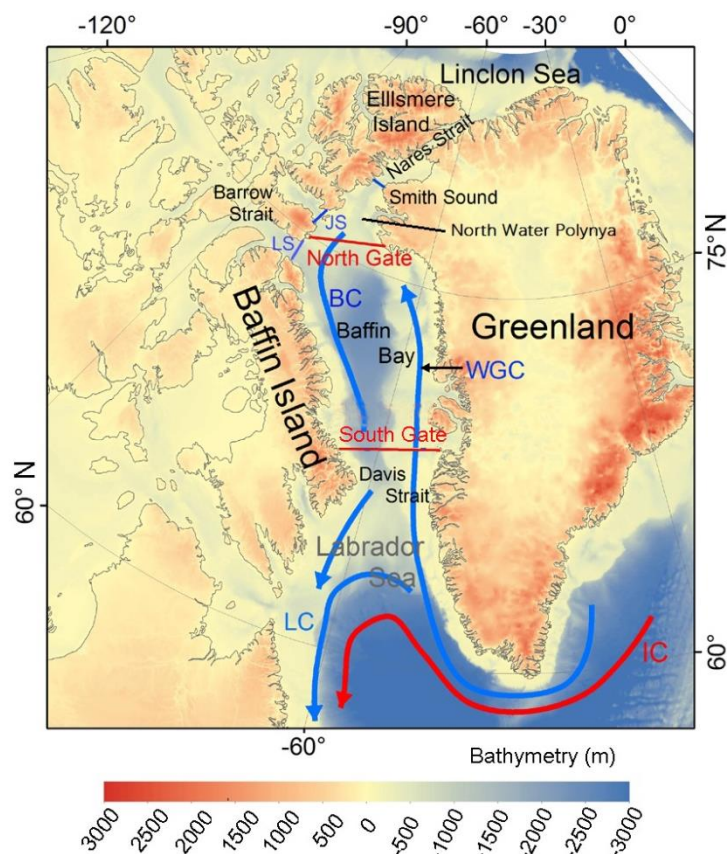 -120°
-90°
-60°
-30°
0°
Linclon Sea
Elllsmere
Island
Nares Strait
Barrow
Strait
Smith Sound
JS
North Water Polynya
LS
North Gate
75° N
BC
Baffin
Bay
Baffin Island
Greenland
WGC
South Gate
Davis
Strait
60° N
Labrador
Sea
LC
IC
60°
-60°
Bathymetry (m)
3000
2500
2000
1500
1000
500
0
-500
-1000
-1500
-2000
-2500
-3000